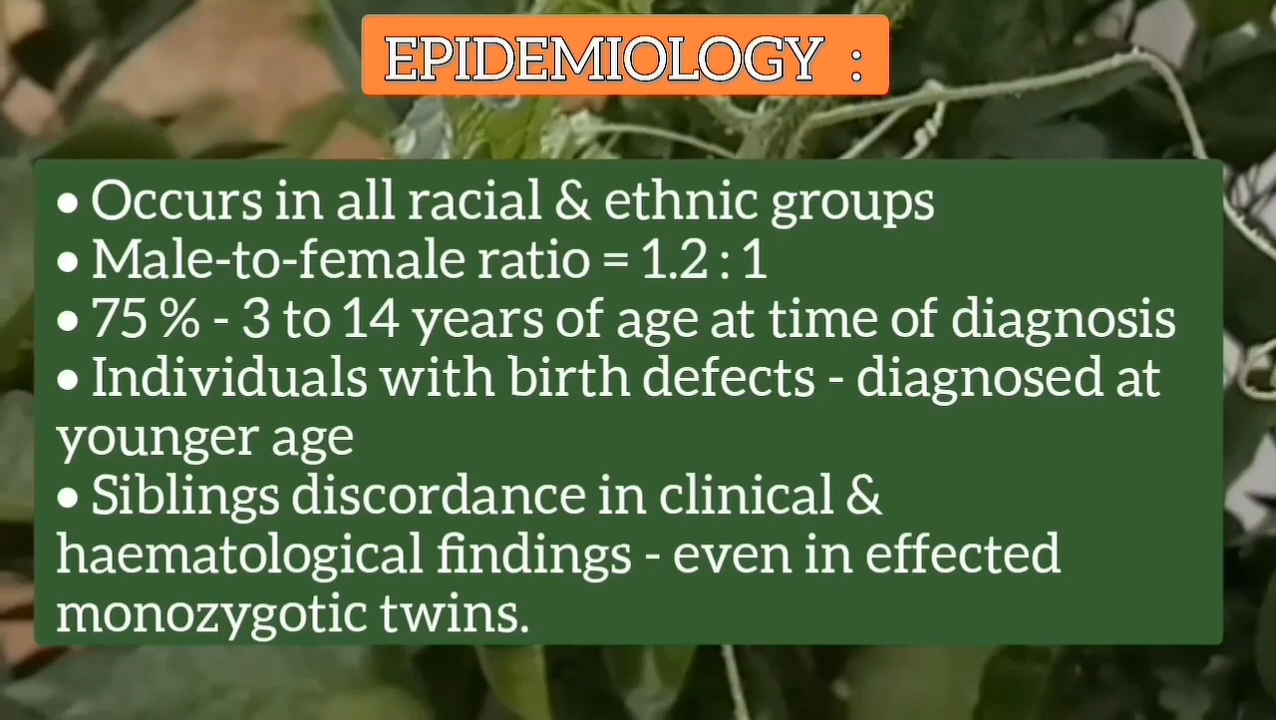 EPIDEMIOLOGY :
• Occurs in all racial & ethnic groups
• Male-to-female ratio = 1.2 : 1
• 75 % - 3 to 14 years of age at time of diagnosis
• Individuals with birth defects - diagnosed at
younger age
• Siblings discordance in clinical &
haematological findings - even in effected
monozygotic twins.